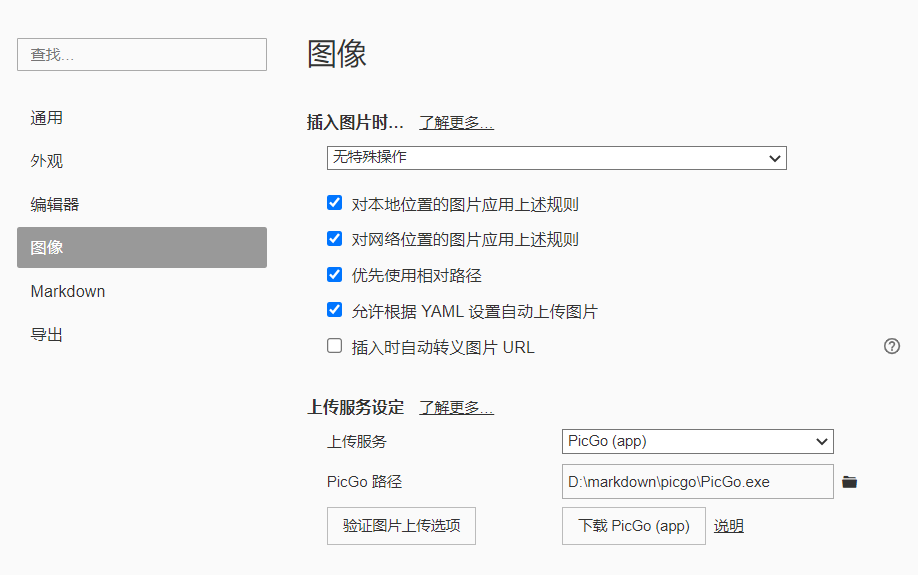 查找...
通用
外观
编辑器
图像
Markdown
导出
图像
插入图片时... 了解更多...
无特殊操作
对本地位置的图片应用上述规则
对网络位置的图片应用上述规则
优先使用相对路径
允许根据 YAML 设置自动上传图片
插入时自动转义图片 URL
上传服务设定 了解更多...
上传服务 PicGo (app)
PicGo 路径 D:\markdown\picgo\PicGo.exe
验证图片上传选项 下载 PicGo (app) 说明